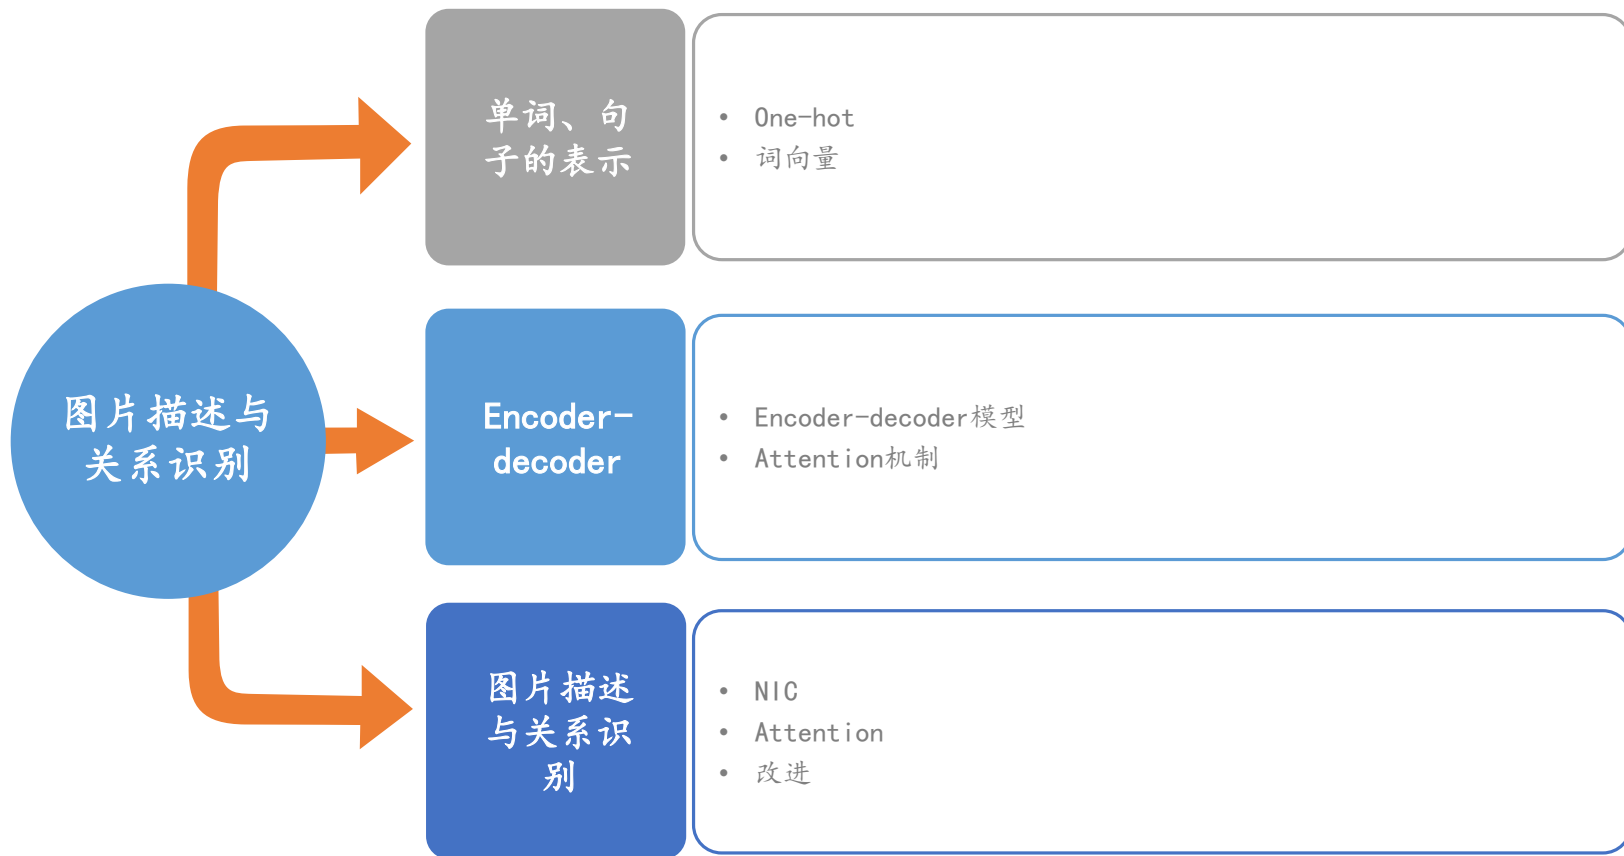 图片描述与
关系识别
单词、句
子的表示
• One-hot
• 词向量
Encoder-
decoder
• Encoder-decoder模型
• Attention机制
图片描述
与关系识
别
• NIC
• Attention
• 改进